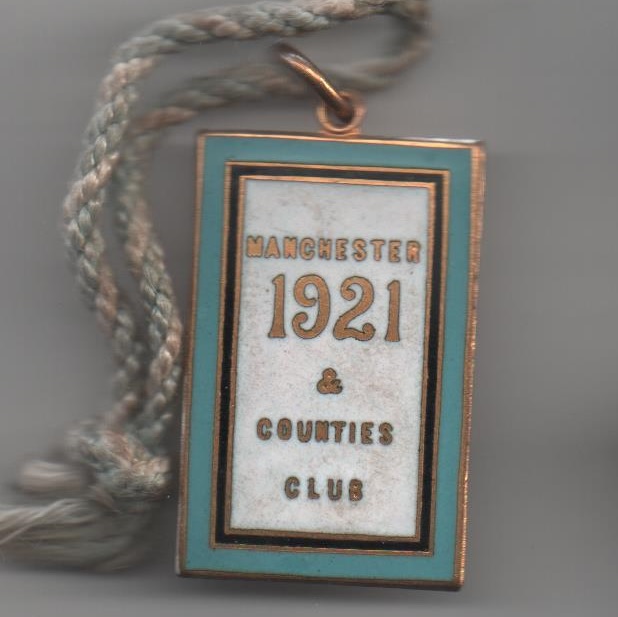 MANCHESTER
1921
&
COUNTIES
CLUB